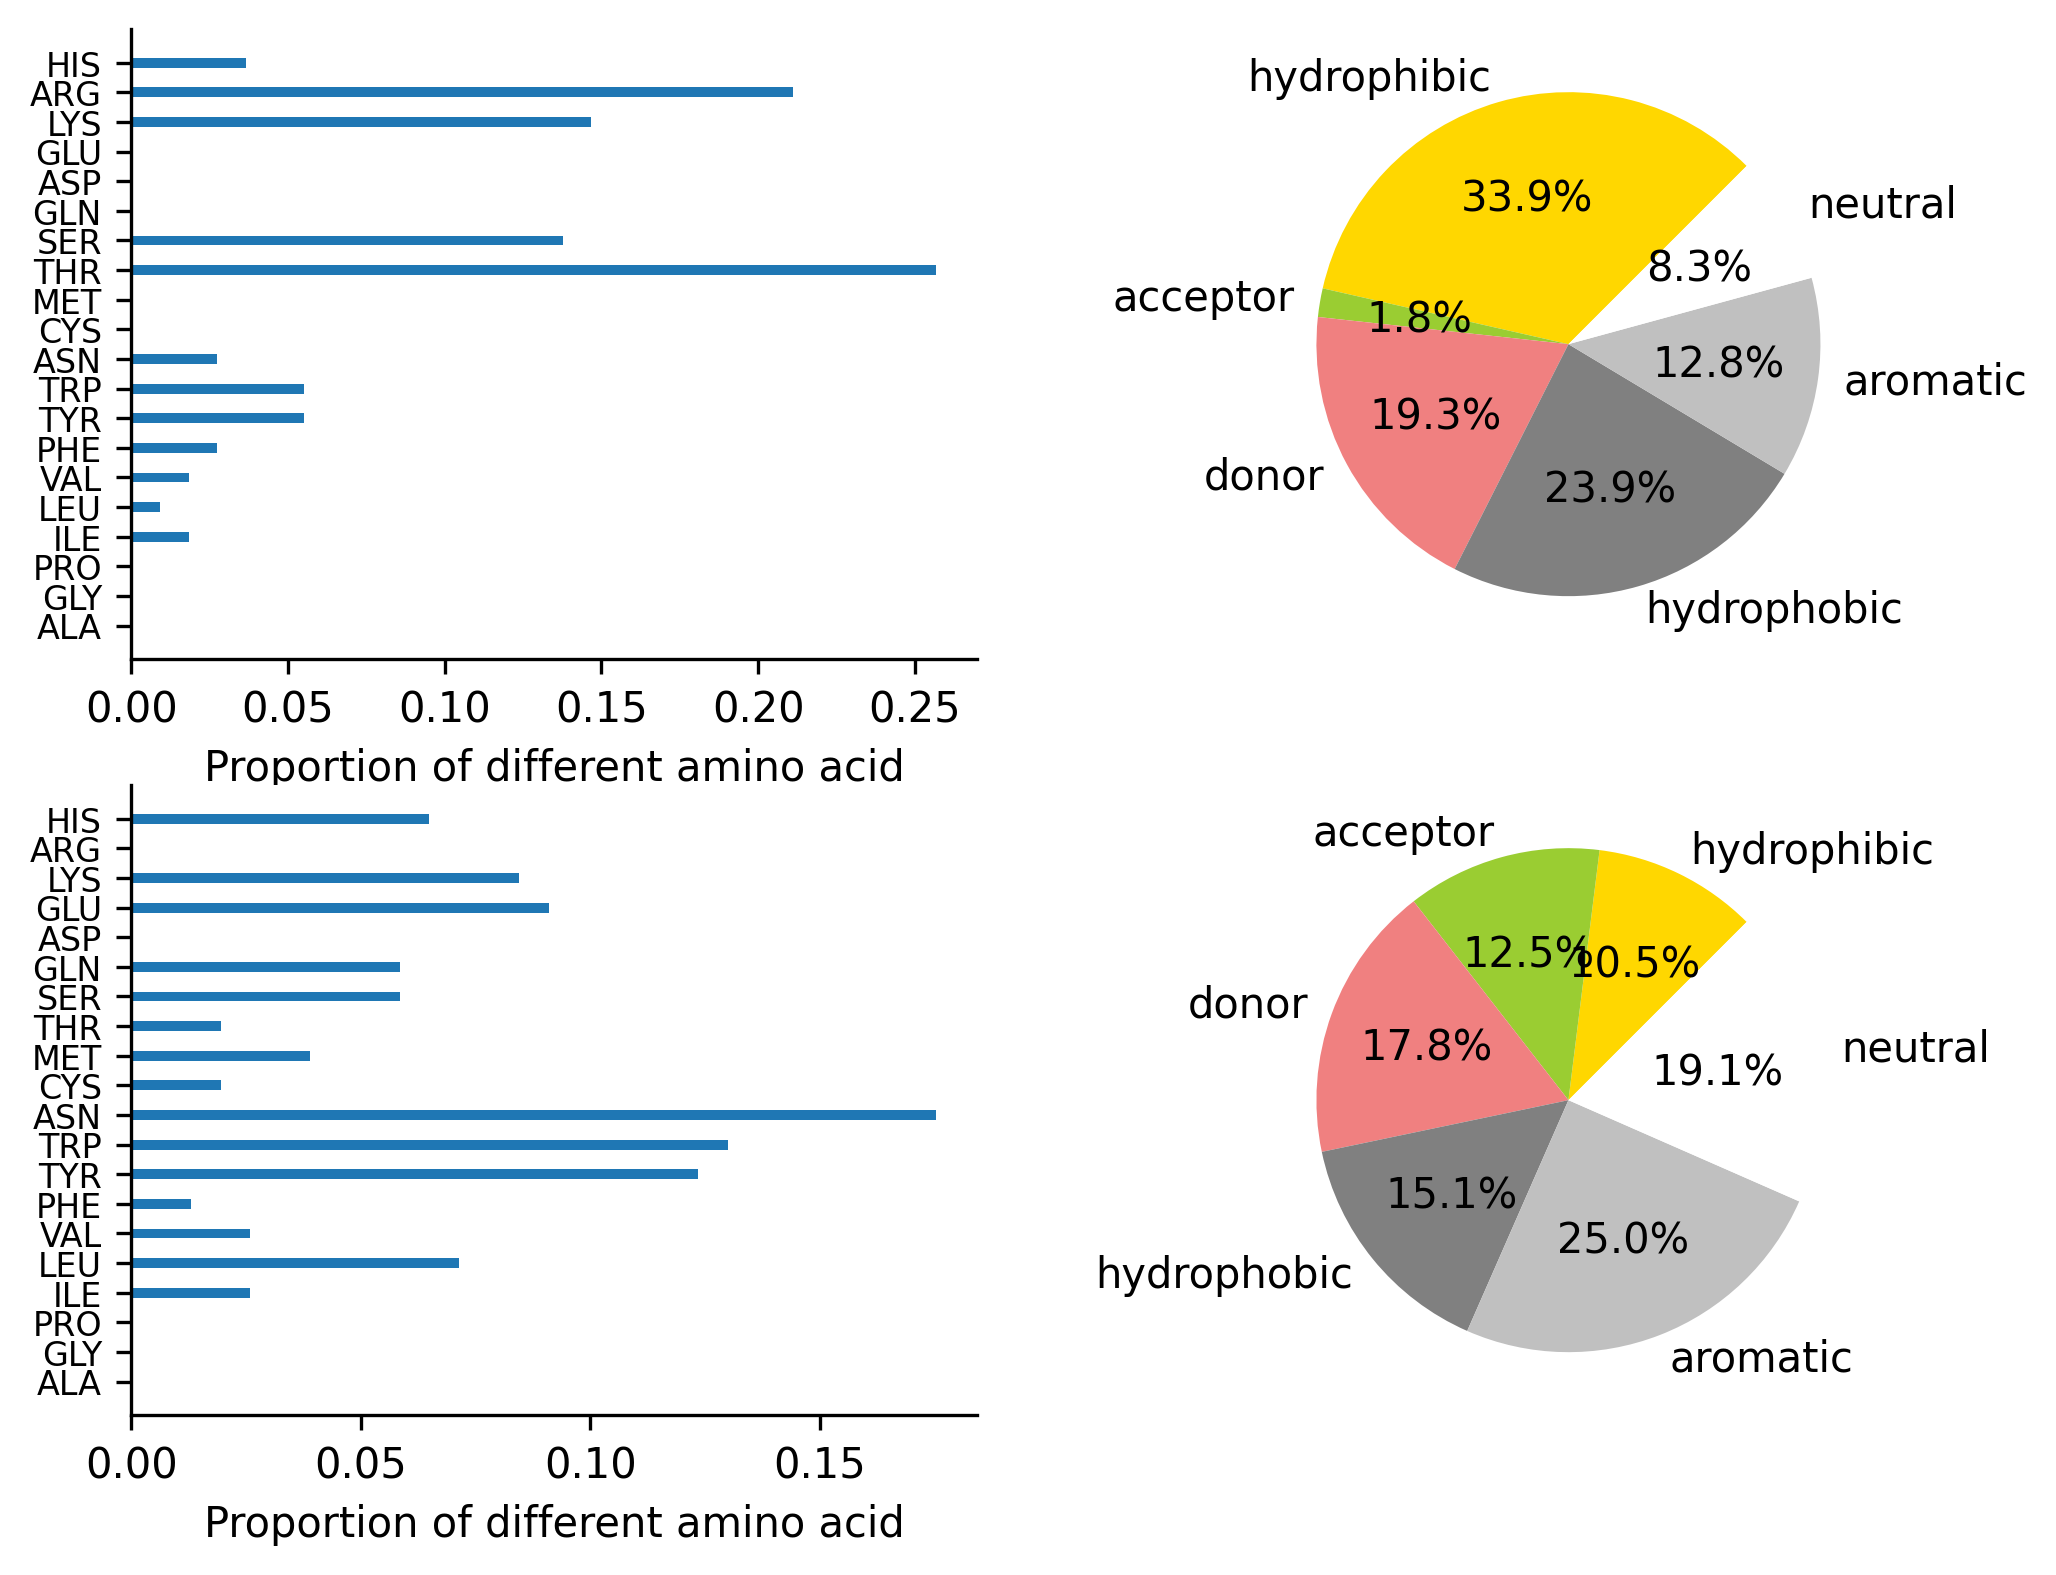 HIS
ARG
LYS
GLU
ASP
GLN
SER
THR
MET
CYS
ASN
TRP
TYR
PHE
VAL
LEU
ILE
PRO
GLY
ALA
0.00 0.05 0.10 0.15 0.20 0.25
Proportion of different amino acid
hydrophibic
33.9%
neutral
8.3%
acceptor
1.8%
12.8%
aromatic
19.3%
donor
23.9%
hydrophobic
HIS
ARG
LYS
GLU
ASP
GLN
SER
THR
MET
CYS
ASN
TRP
TYR
PHE
VAL
LEU
ILE
PRO
GLY
ALA
0.00 0.05 0.10 0.15
Proportion of different amino acid
acceptor
hydrophibic
12.5%
10.5%
donor
17.8%
neutral
19.1%
15.1%
25.0%
hydrophobic
aromatic